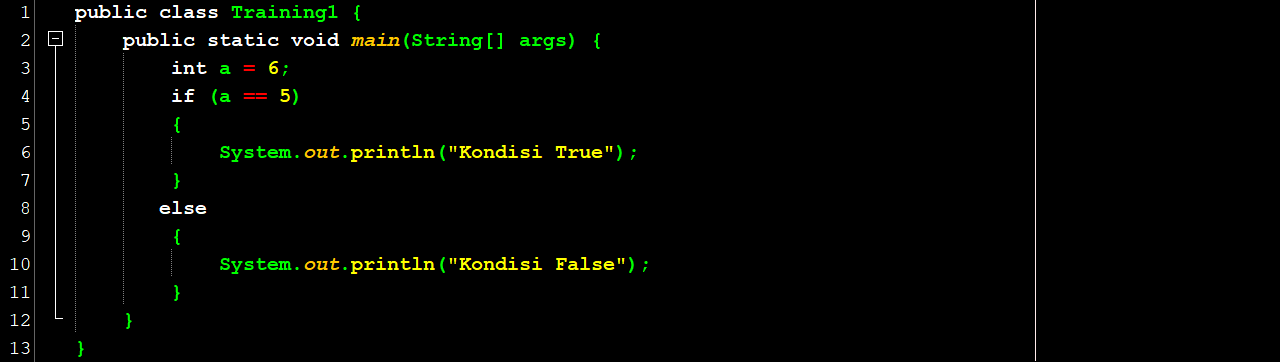 1 public class Training1 {
2 public static void main(String[] args) {
3 int a = 6;
4 if (a == 5)
5 {
6 System.out.println("Kondisi True");
7 }
8 else
9 {
10 System.out.println("Kondisi False");
11 }
12 }
13 }